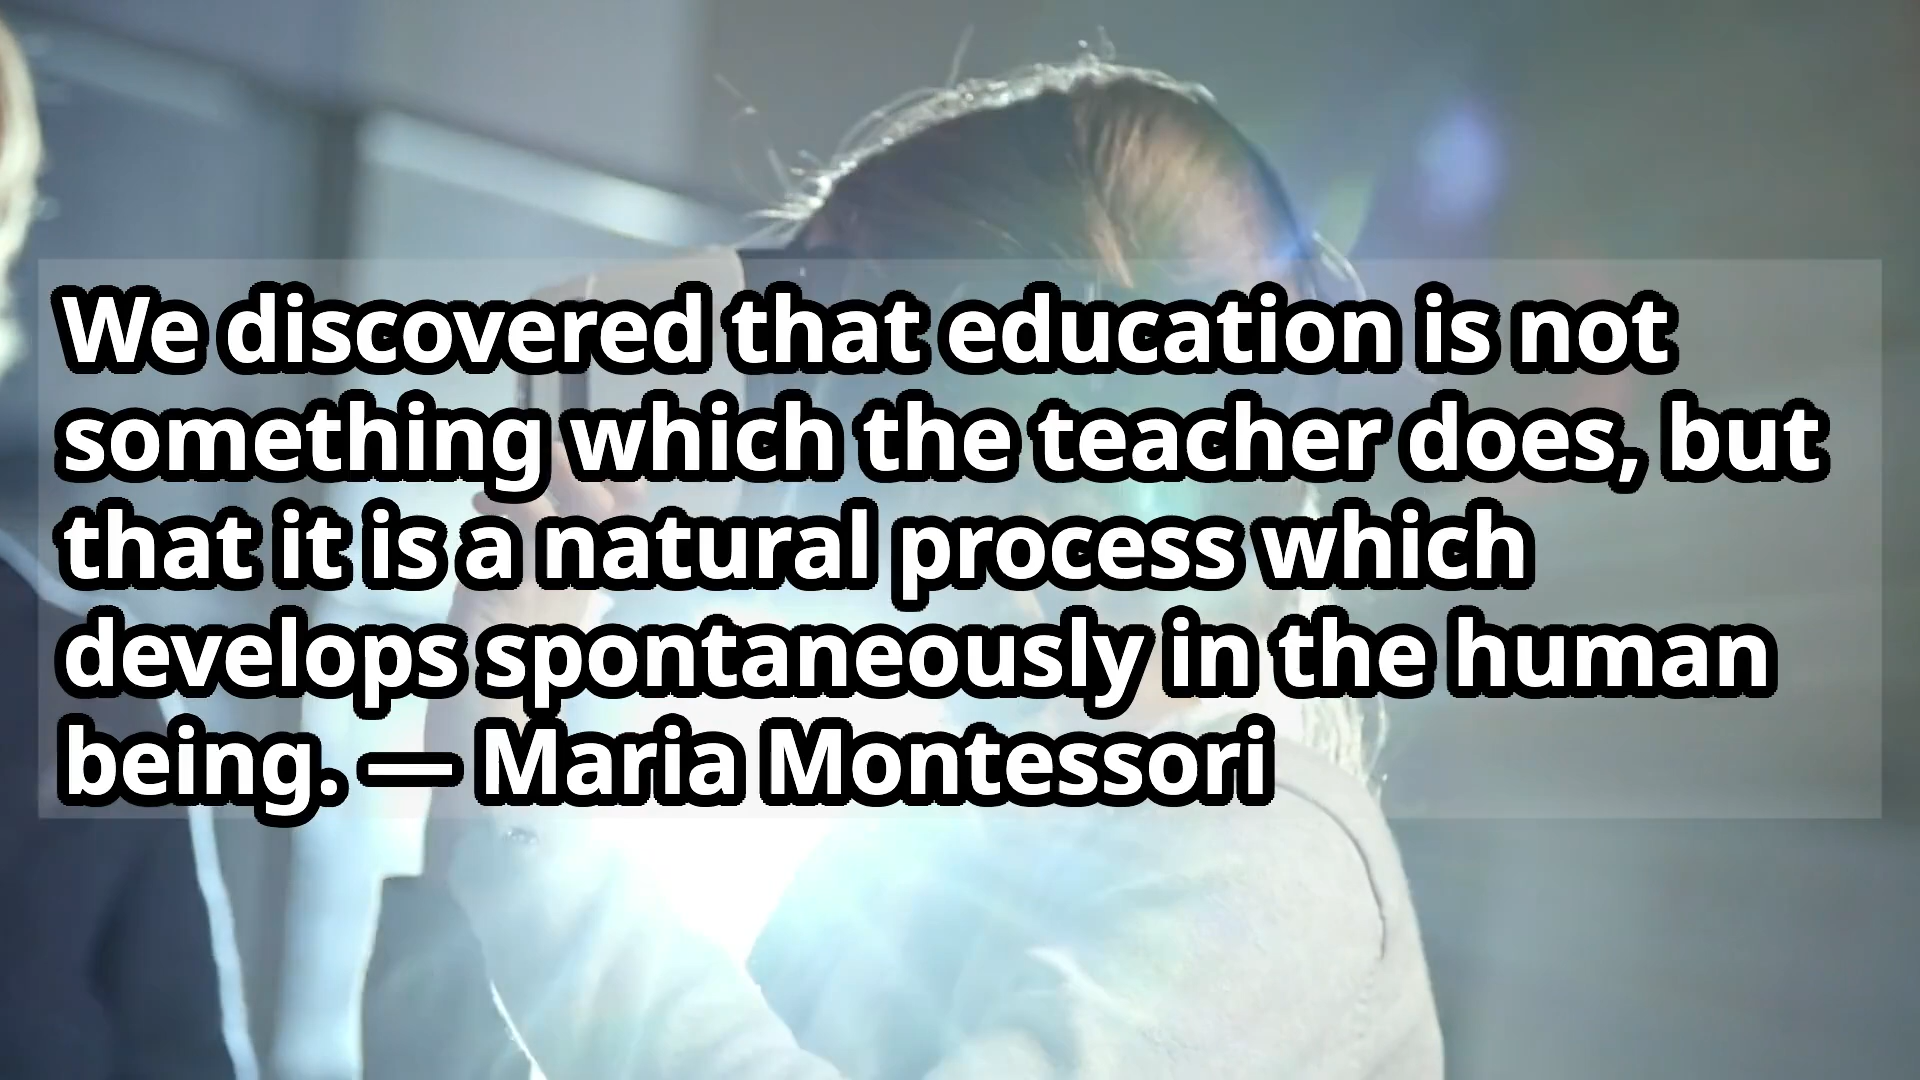 We discovered that education is not
something which the teacher does, but
that it is a natural process which
develops spontaneously in the human
being. — Maria Montessori